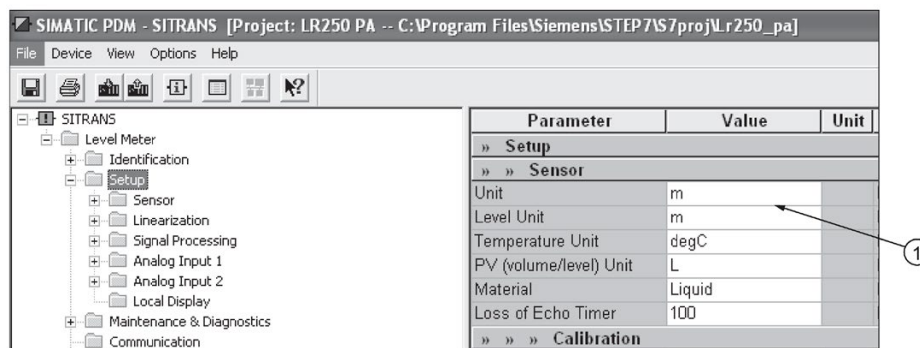 SIMATIC PDM - SITRANS [Project: LR250 PA -- C:\Program Files\Siemens\STEP7\S7proj\Lr250_pa]
File Device View Options Help
SITRANS
Level Meter
Identification
Setup
Sensor
Linearization
Signal Processing
Analog Input 1
Analog Input 2
Local Display
Maintenance & Diagnostics
Communication
Parameter Value Unit
» Setup
» » Sensor
Unit m
Level Unit m
Temperature Unit degC
PV (volume/level) Unit L
Material Liquid
Loss of Echo Timer 100
» » » Calibration
1